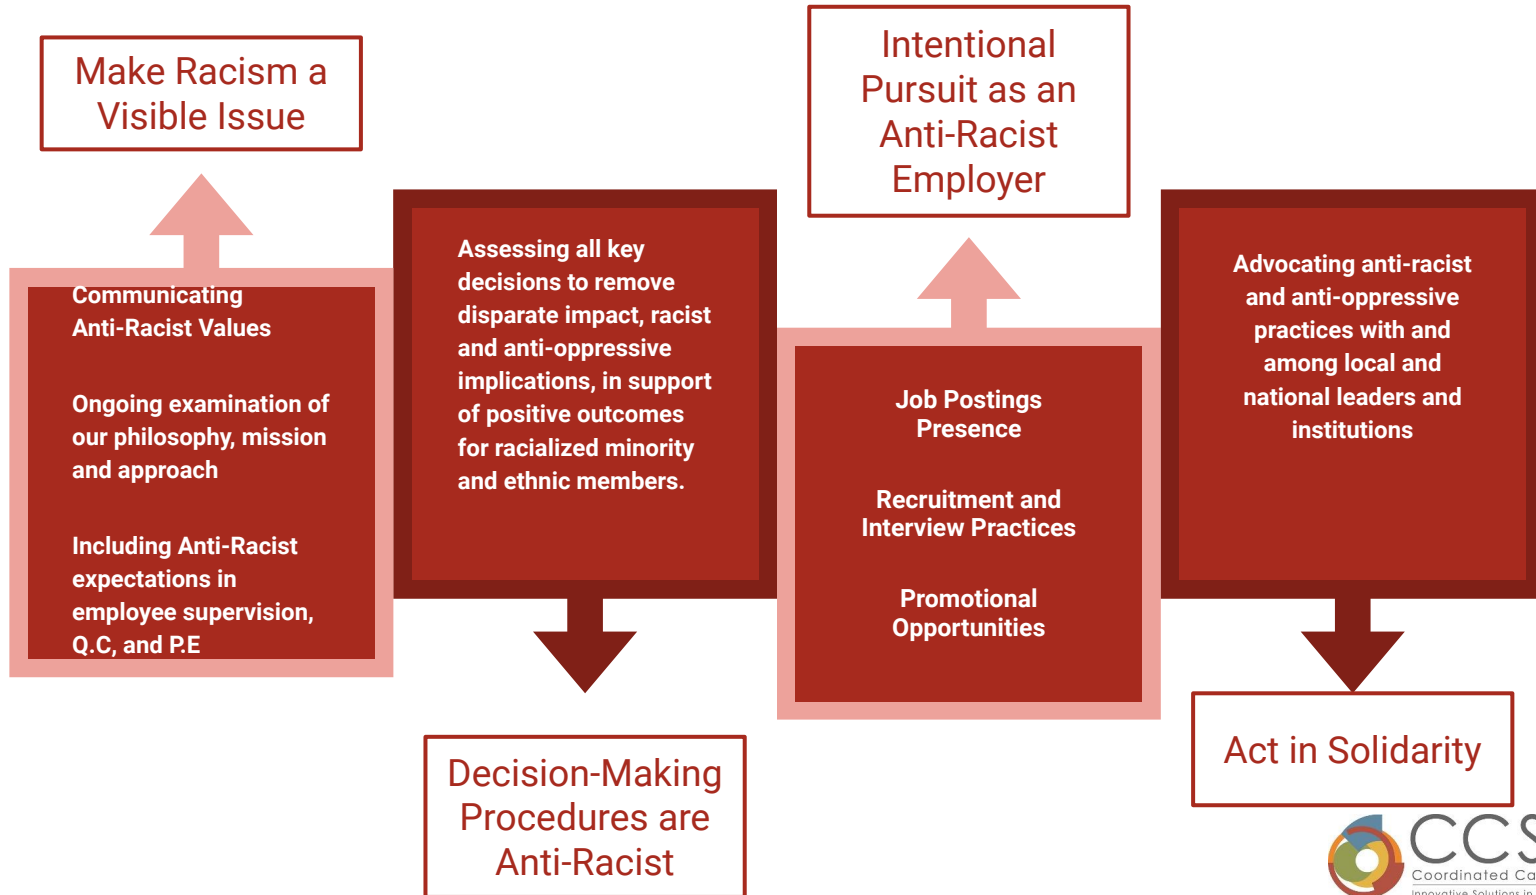 Make Racism a
Visible Issue
Communicating
Anti-Racist Values
Ongoing examination of
our philosophy, mission
and approach
Including Anti-Racist
expectations in
employee supervision,
Q.C, and P.E
Assessing all key
decisions to remove
disparate impact, racist
and anti-oppressive
implications, in support
of positive outcomes
for racialized minority
and ethnic members.
Decision-Making
Procedures are
Anti-Racist
Intentional
Pursuit as an
Anti-Racist
Employer
Job Postings
Presence
Recruitment and
Interview Practices
Promotional
Opportunities
Advocating anti-racist
and anti-oppressive
practices with and
among local and
national leaders and
institutions
Act in Solidarity
CCS
Coordinated Ca
Innovative Solutions in